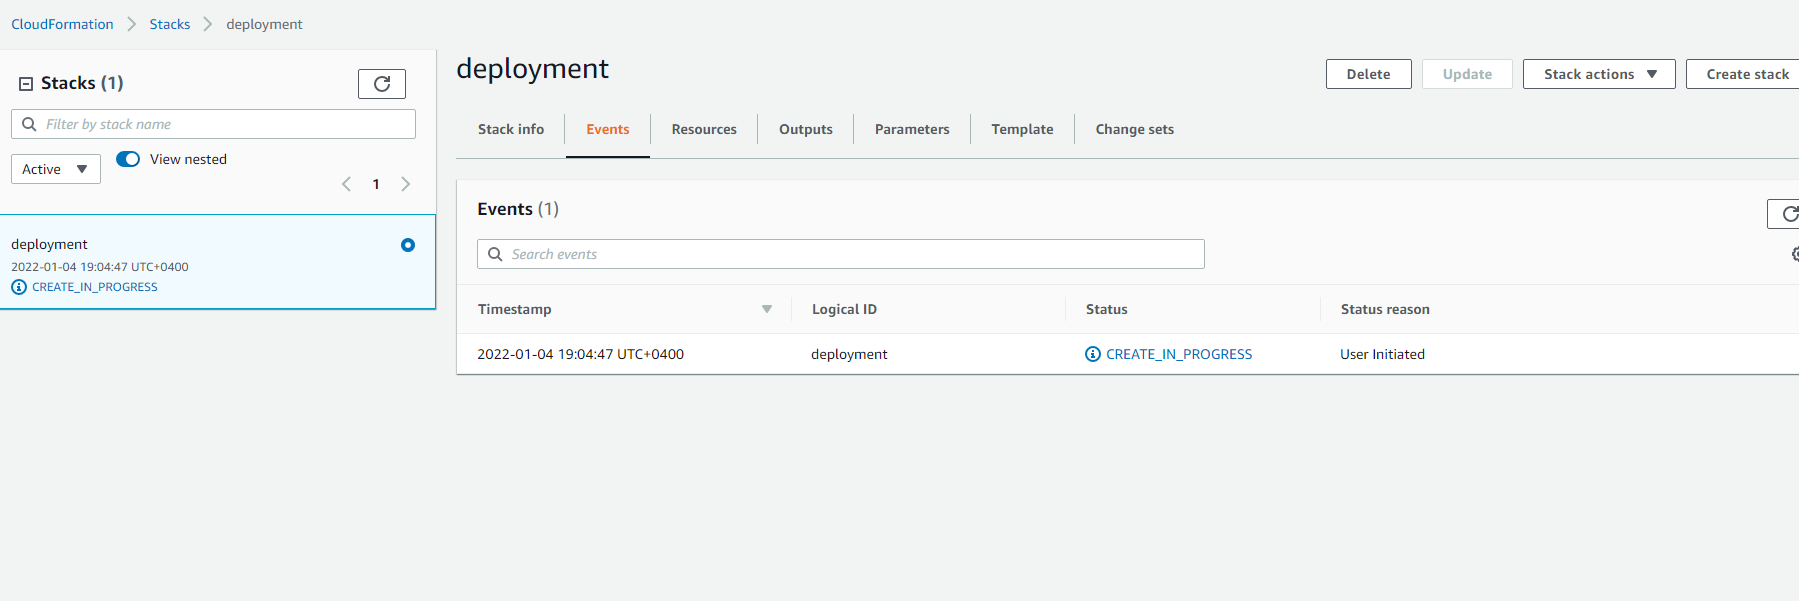 CloudFormation > Stacks > deployment
Stacks (1)
Filter by stack name
Active
View nested
1
deployment
2022-01-04 19:04:47 UTC+0400
CREATE_IN_PROGRESS
deployment
Delete
Update
Stack actions
Create stack
Stack info
Events
Resources
Outputs
Parameters
Template
Change sets
Events (1)
Search events
Timestamp Logical ID Status Status reason
2022-01-04 19:04:47 UTC+0400 deployment CREATE_IN_PROGRESS User Initiated